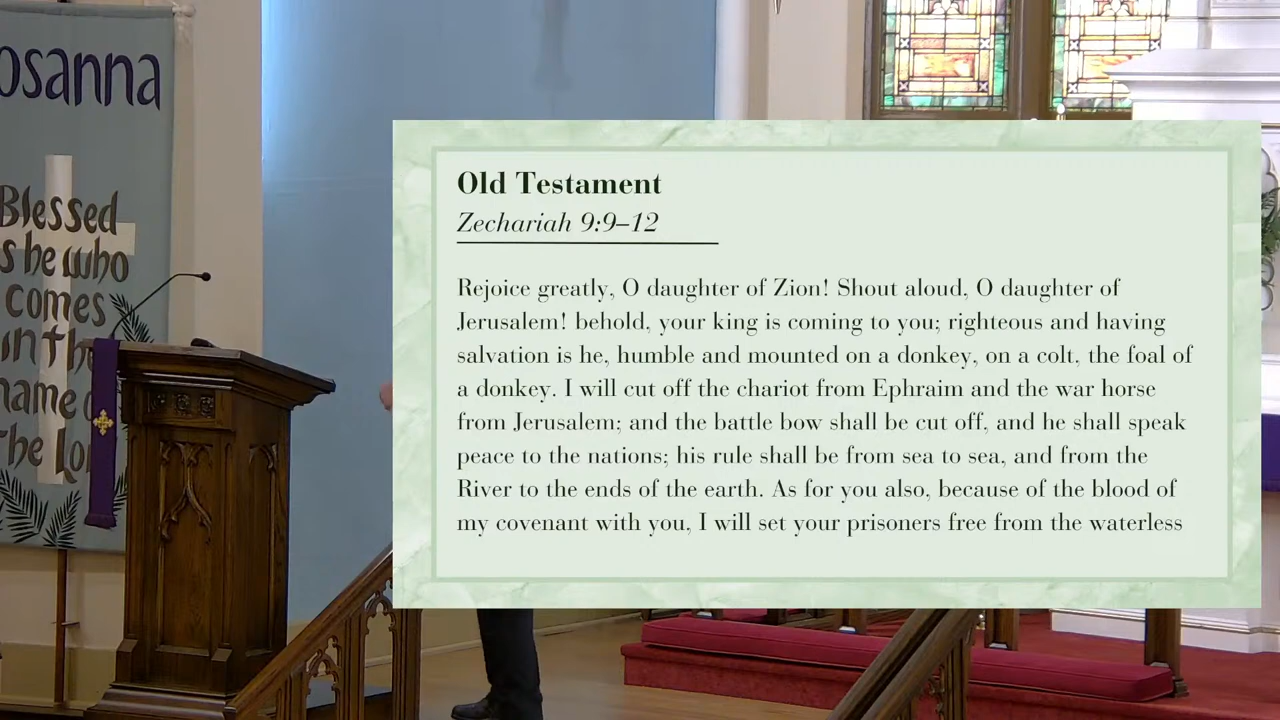 osanna
Blessed
s he who
comes
in th
name
the Lo
Old Testament
Zechariah 9:9–12
Rejoice greatly, O daughter of Zion! Shout aloud, O daughter of
Jerusalem! behold, your king is coming to you; righteous and having
salvation is he, humble and mounted on a donkey, on a colt, the foal of
a donkey. I will cut off the chariot from Ephraim and the war horse
from Jerusalem; and the battle bow shall be cut off, and he shall speak
peace to the nations; his rule shall be from sea to sea, and from the
River to the ends of the earth. As for you also, because of the blood of
my covenant with you, I will set your prisoners free from the waterless